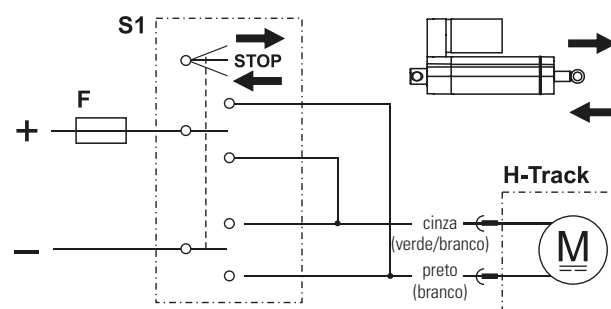 S1
STOP
F
+
−
H-Track
cinza
(verde/branco)
preto
(branco)
M